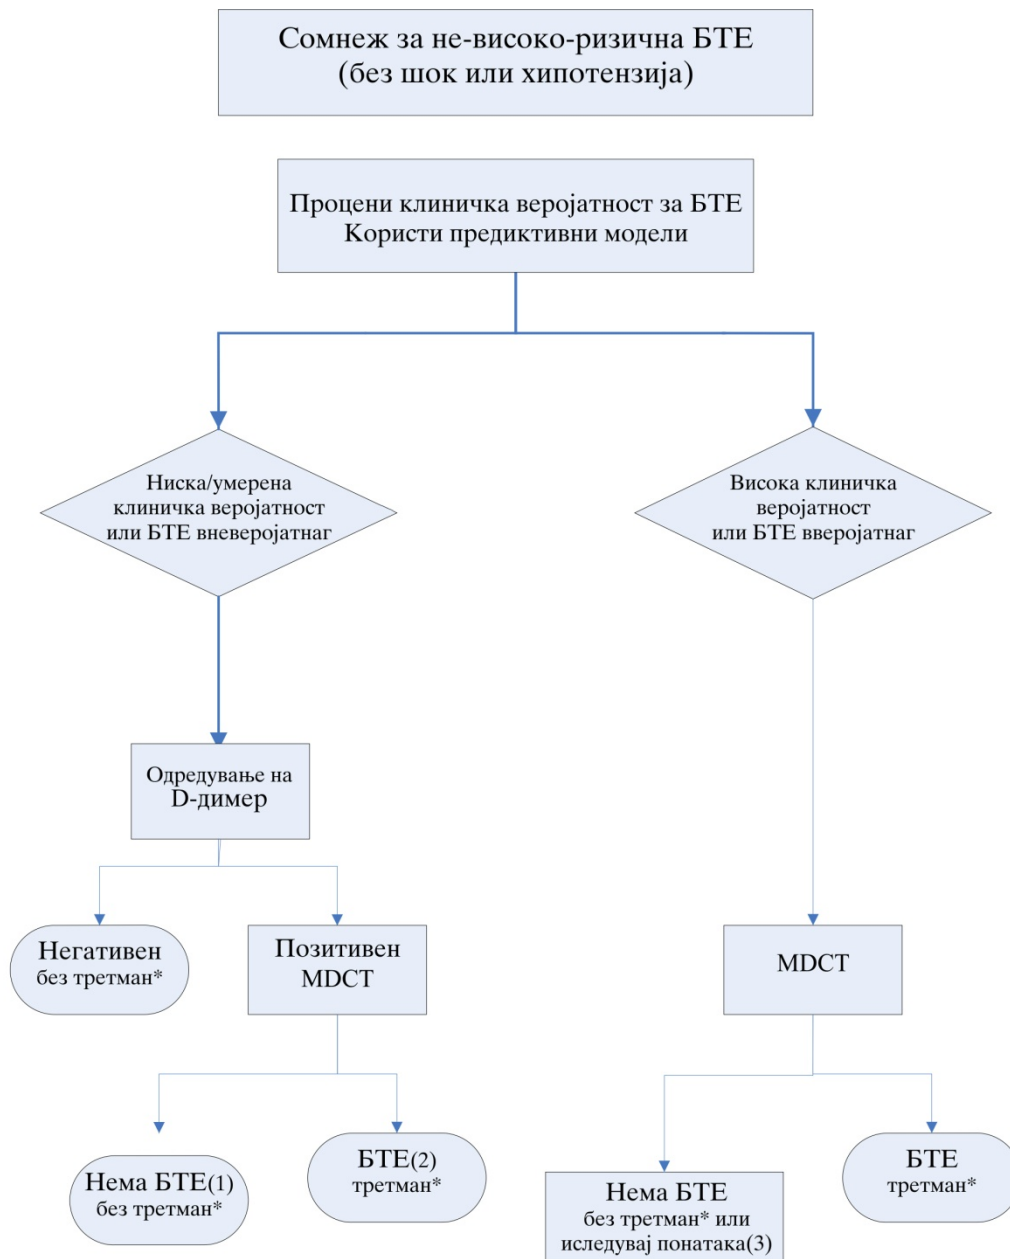 Сомнеж за не-високо-ризична БТЕ
(без шок или хипотензија)
Процени клиничка веројатност за БТЕ
Користи предиктивни модели
Ниска/умерена
клиничка веројатност
или БТЕ вневеројатнаг
Висока клиничка
веројатност
или БТЕ вверојатнаг
Одредување на
D-димер
Негативен
без третман*
Позитивен
MDCT
MDCT
Нема БТЕ(1)
без третман*
БТЕ(2)
третман*
Нема БТЕ
без третман* или
иследувај понатака(3)
БТЕ
третман*